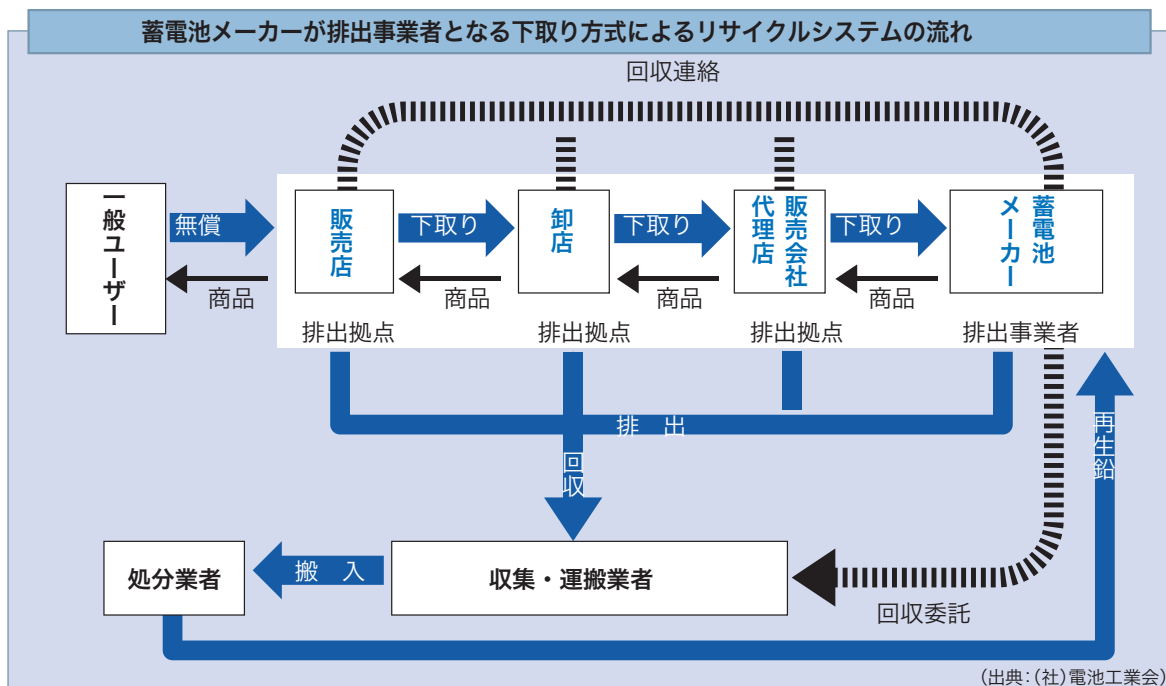 蓄電池メーカーが排出事業者となる下取り方式によるリサイクルシステムの流れ
回収連絡
一般ユーザー
無償
商品
販売店
下取り
商品
卸店
下取り
商品
販売会社
代理店
下取り
商品
蓄電池
メーカー
排出拠点
排出拠点
排出拠点
排出事業者
排 出
回収
再生鉛
処分業者
搬 入
収集・運搬業者
回収委託
(出典:(社)電池工業会)